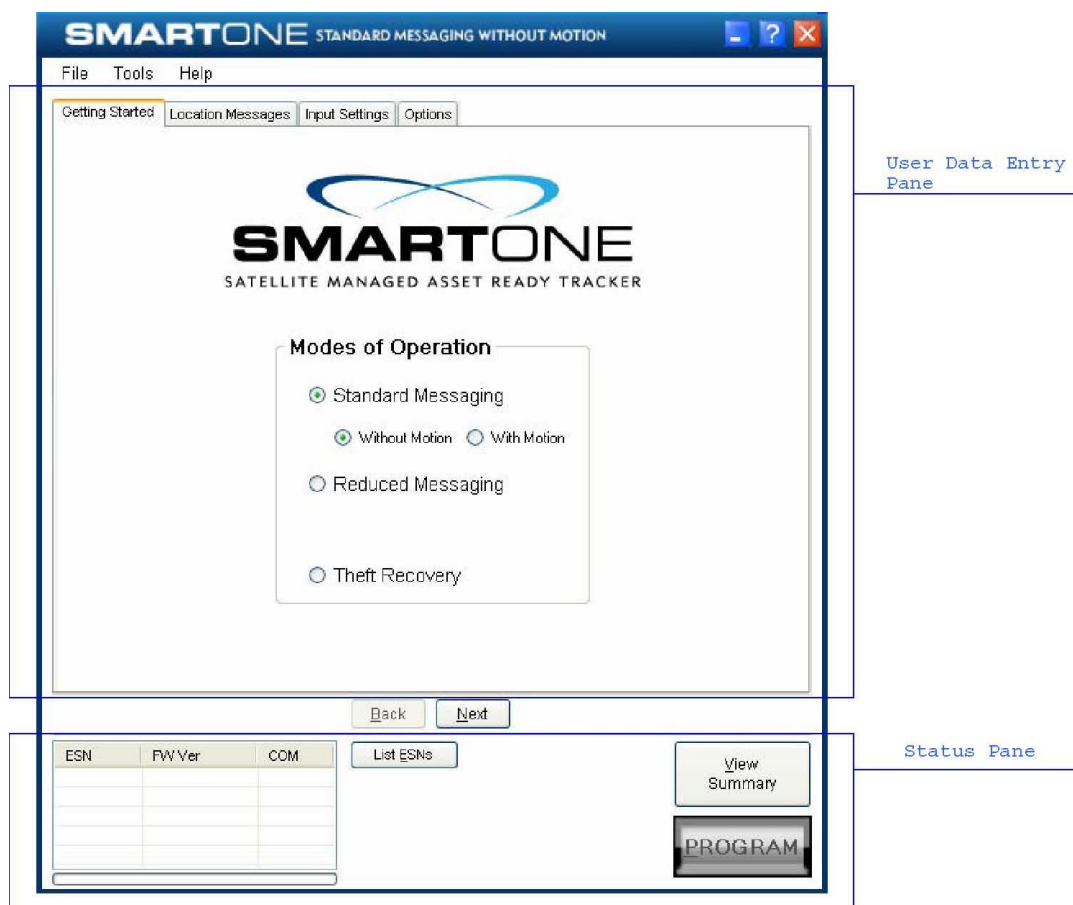 SMARTONE STANDARD MESSAGING WITHOUT MOTION
File Tools Help
Getting Started Location Messages Input Settings Options
User Data Entry
Pane
SMARTONE
SATELLITE MANAGED ASSET READY TRACKER
Modes of Operation
Standard Messaging
Without Motion With Motion
Reduced Messaging
Theft Recovery
Back Next
ESN FW Ver COM
List ESNs
View
Summary
Status Pane
PROGRAM